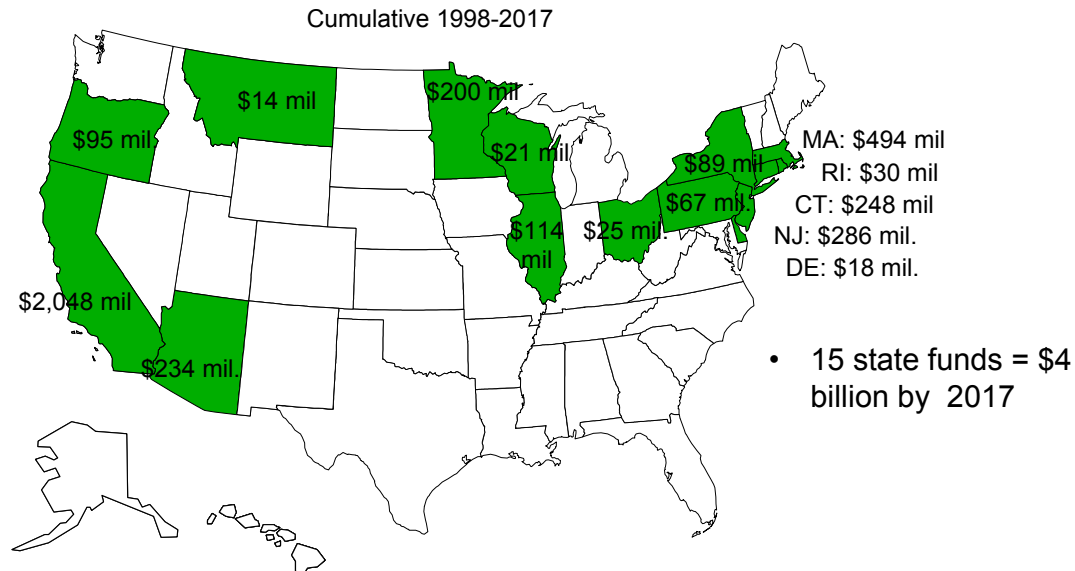 Cumulative 1998-2017
$14 mil
$200 mil
$95 mil
$21 mil
$89 mil
MA: $494 mil
RI: $30 mil
$67 mil.
CT: $248 mil
$114
mil
$25 mil.
NJ: $286 mil.
DE: $18 mil.
$2,048 mil
$234 mil.
• 15 state funds = $4
billion by 2017